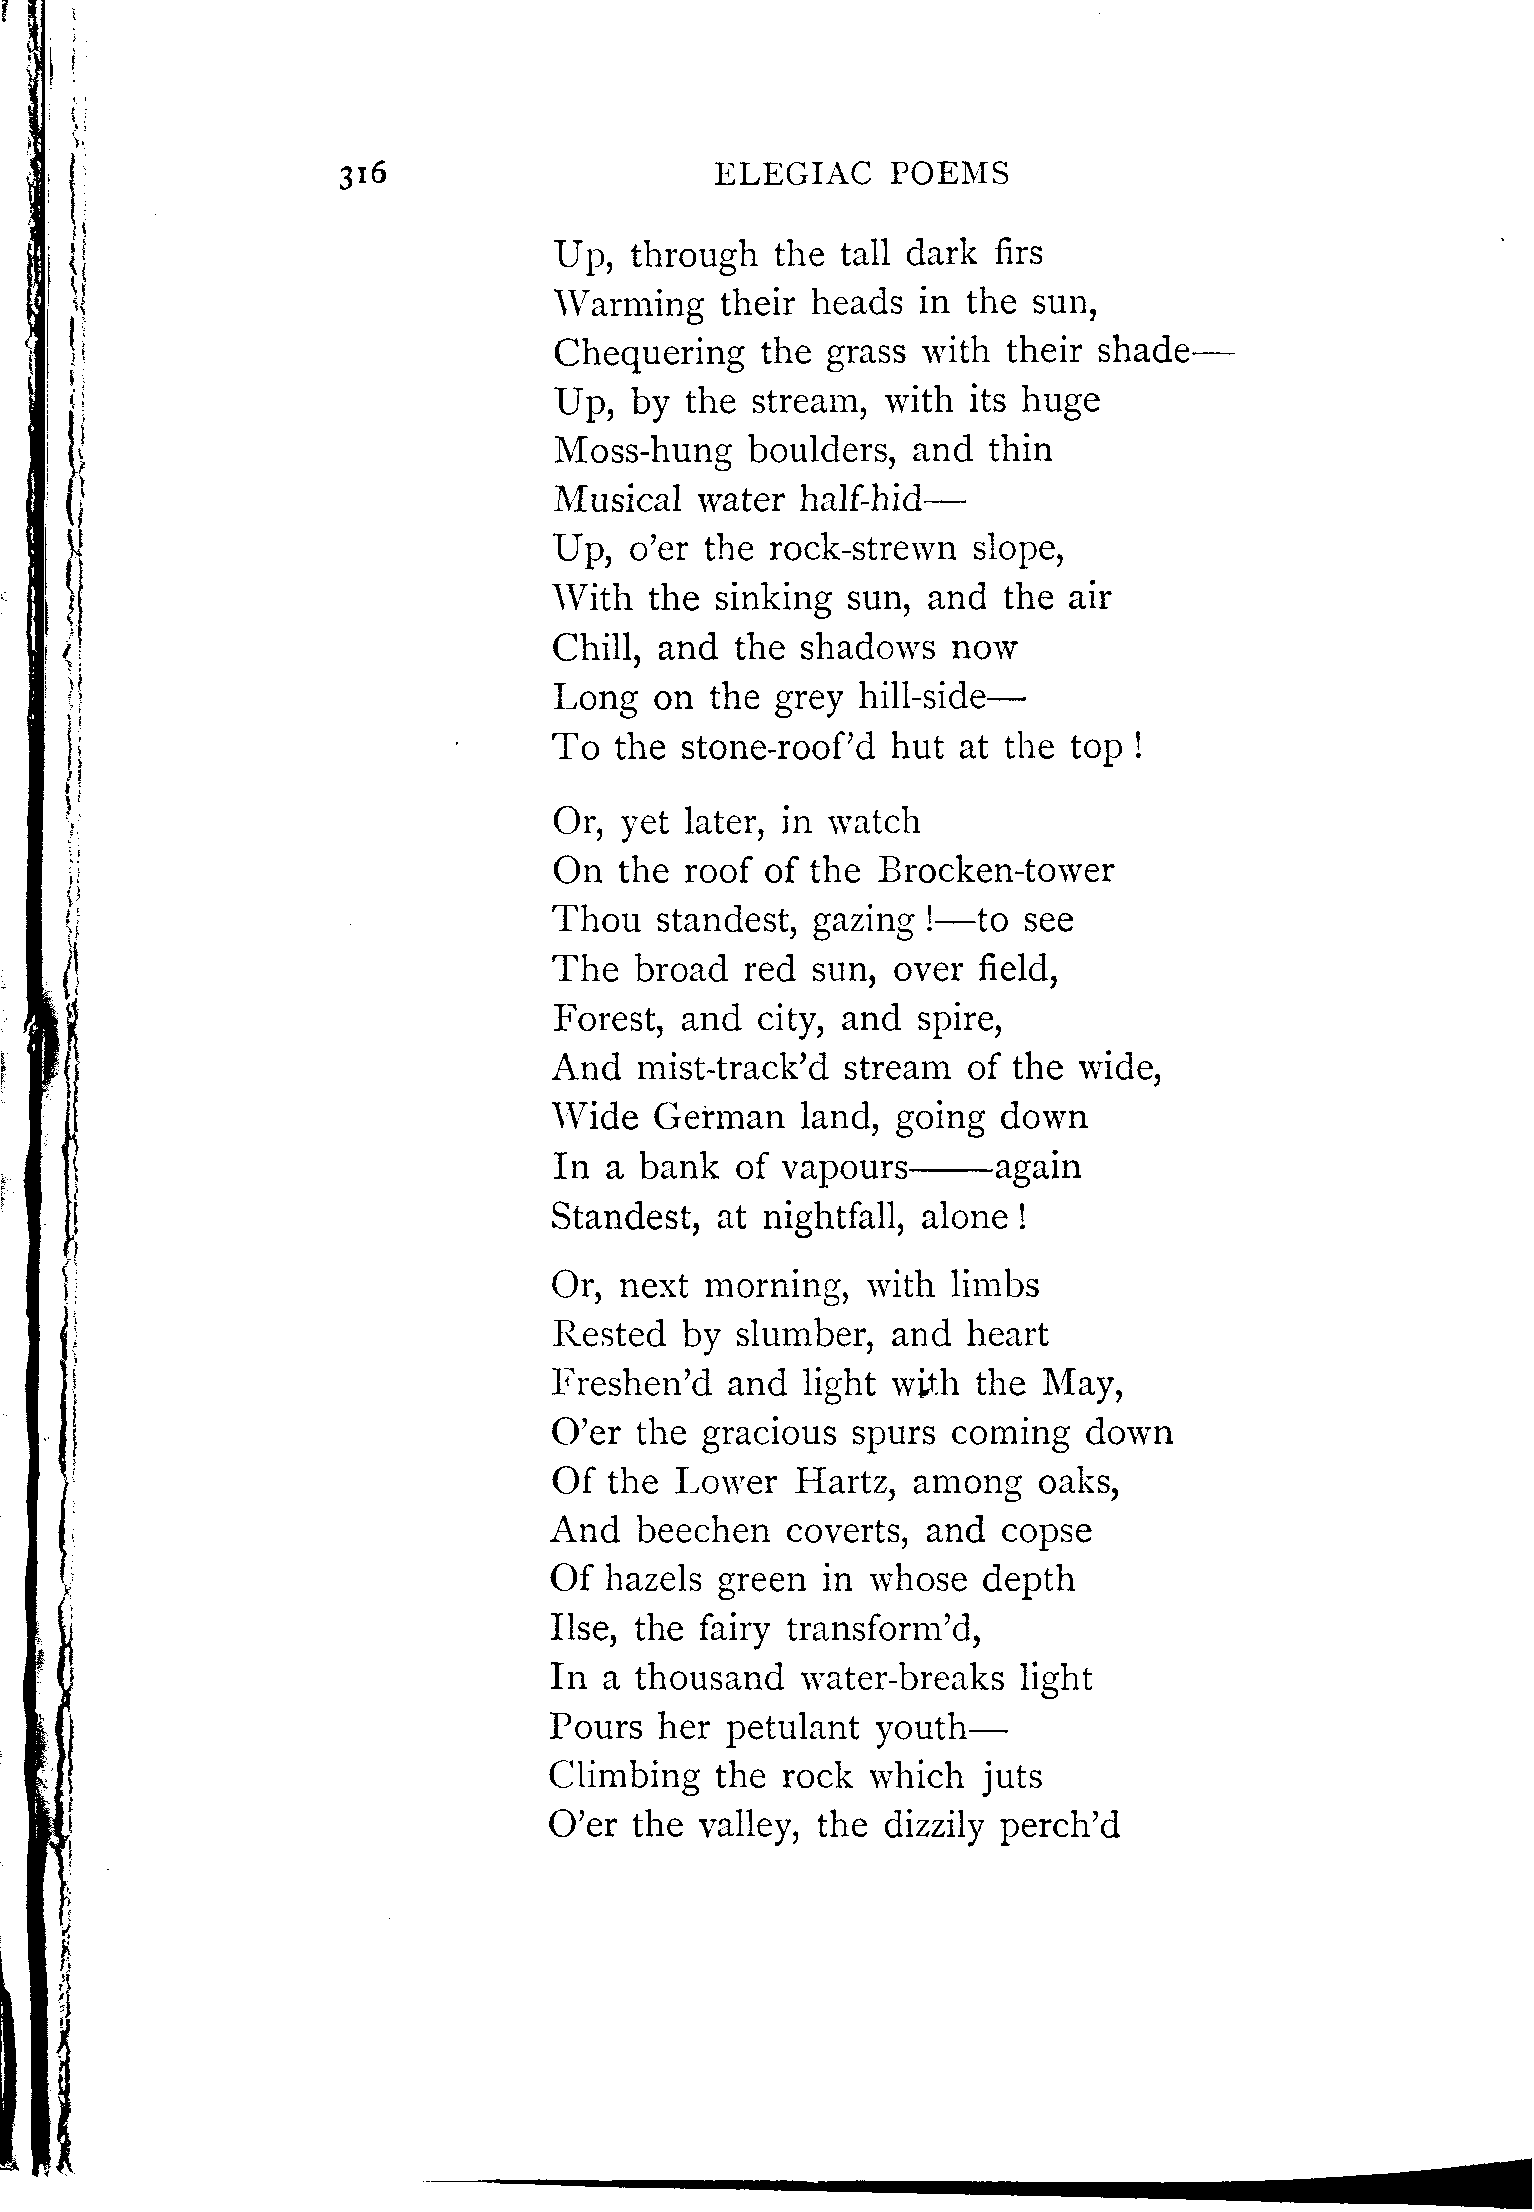 316 ELEGIAC POEMS
Up, through the tall dark firs
Warming their heads in the sun,
Chequering the grass with their shade—
Up, by the stream, with its huge
Moss-hung boulders, and thin
Musical water half-hid—
Up, o'er the rock-strewn slope,
With the sinking sun, and the air
Chill, and the shadows now
Long on the grey hill-side—
To the stone-roof'd hut at the top !
Or, yet later, in watch
On the roof of the Brocken-tower
Thou standest, gazing !—to see
The broad red sun, over field,
Forest, and city, and spire,
And mist-track'd stream of the wide,
Wide German land, going down
In a bank of vapours——again
Standest, at nightfall, alone !
Or, next morning, with limbs
Rested by slumber, and heart
Freshen'd and light with the May,
O'er the gracious spurs coming down
Of the Lower Hartz, among oaks,
And beechen coverts, and copse
Of hazels green in whose depth
Ilse, the fairy transform'd,
In a thousand water-breaks light
Pours her petulant youth—
Climbing the rock which juts
O'er the valley, the dizzily perch'd